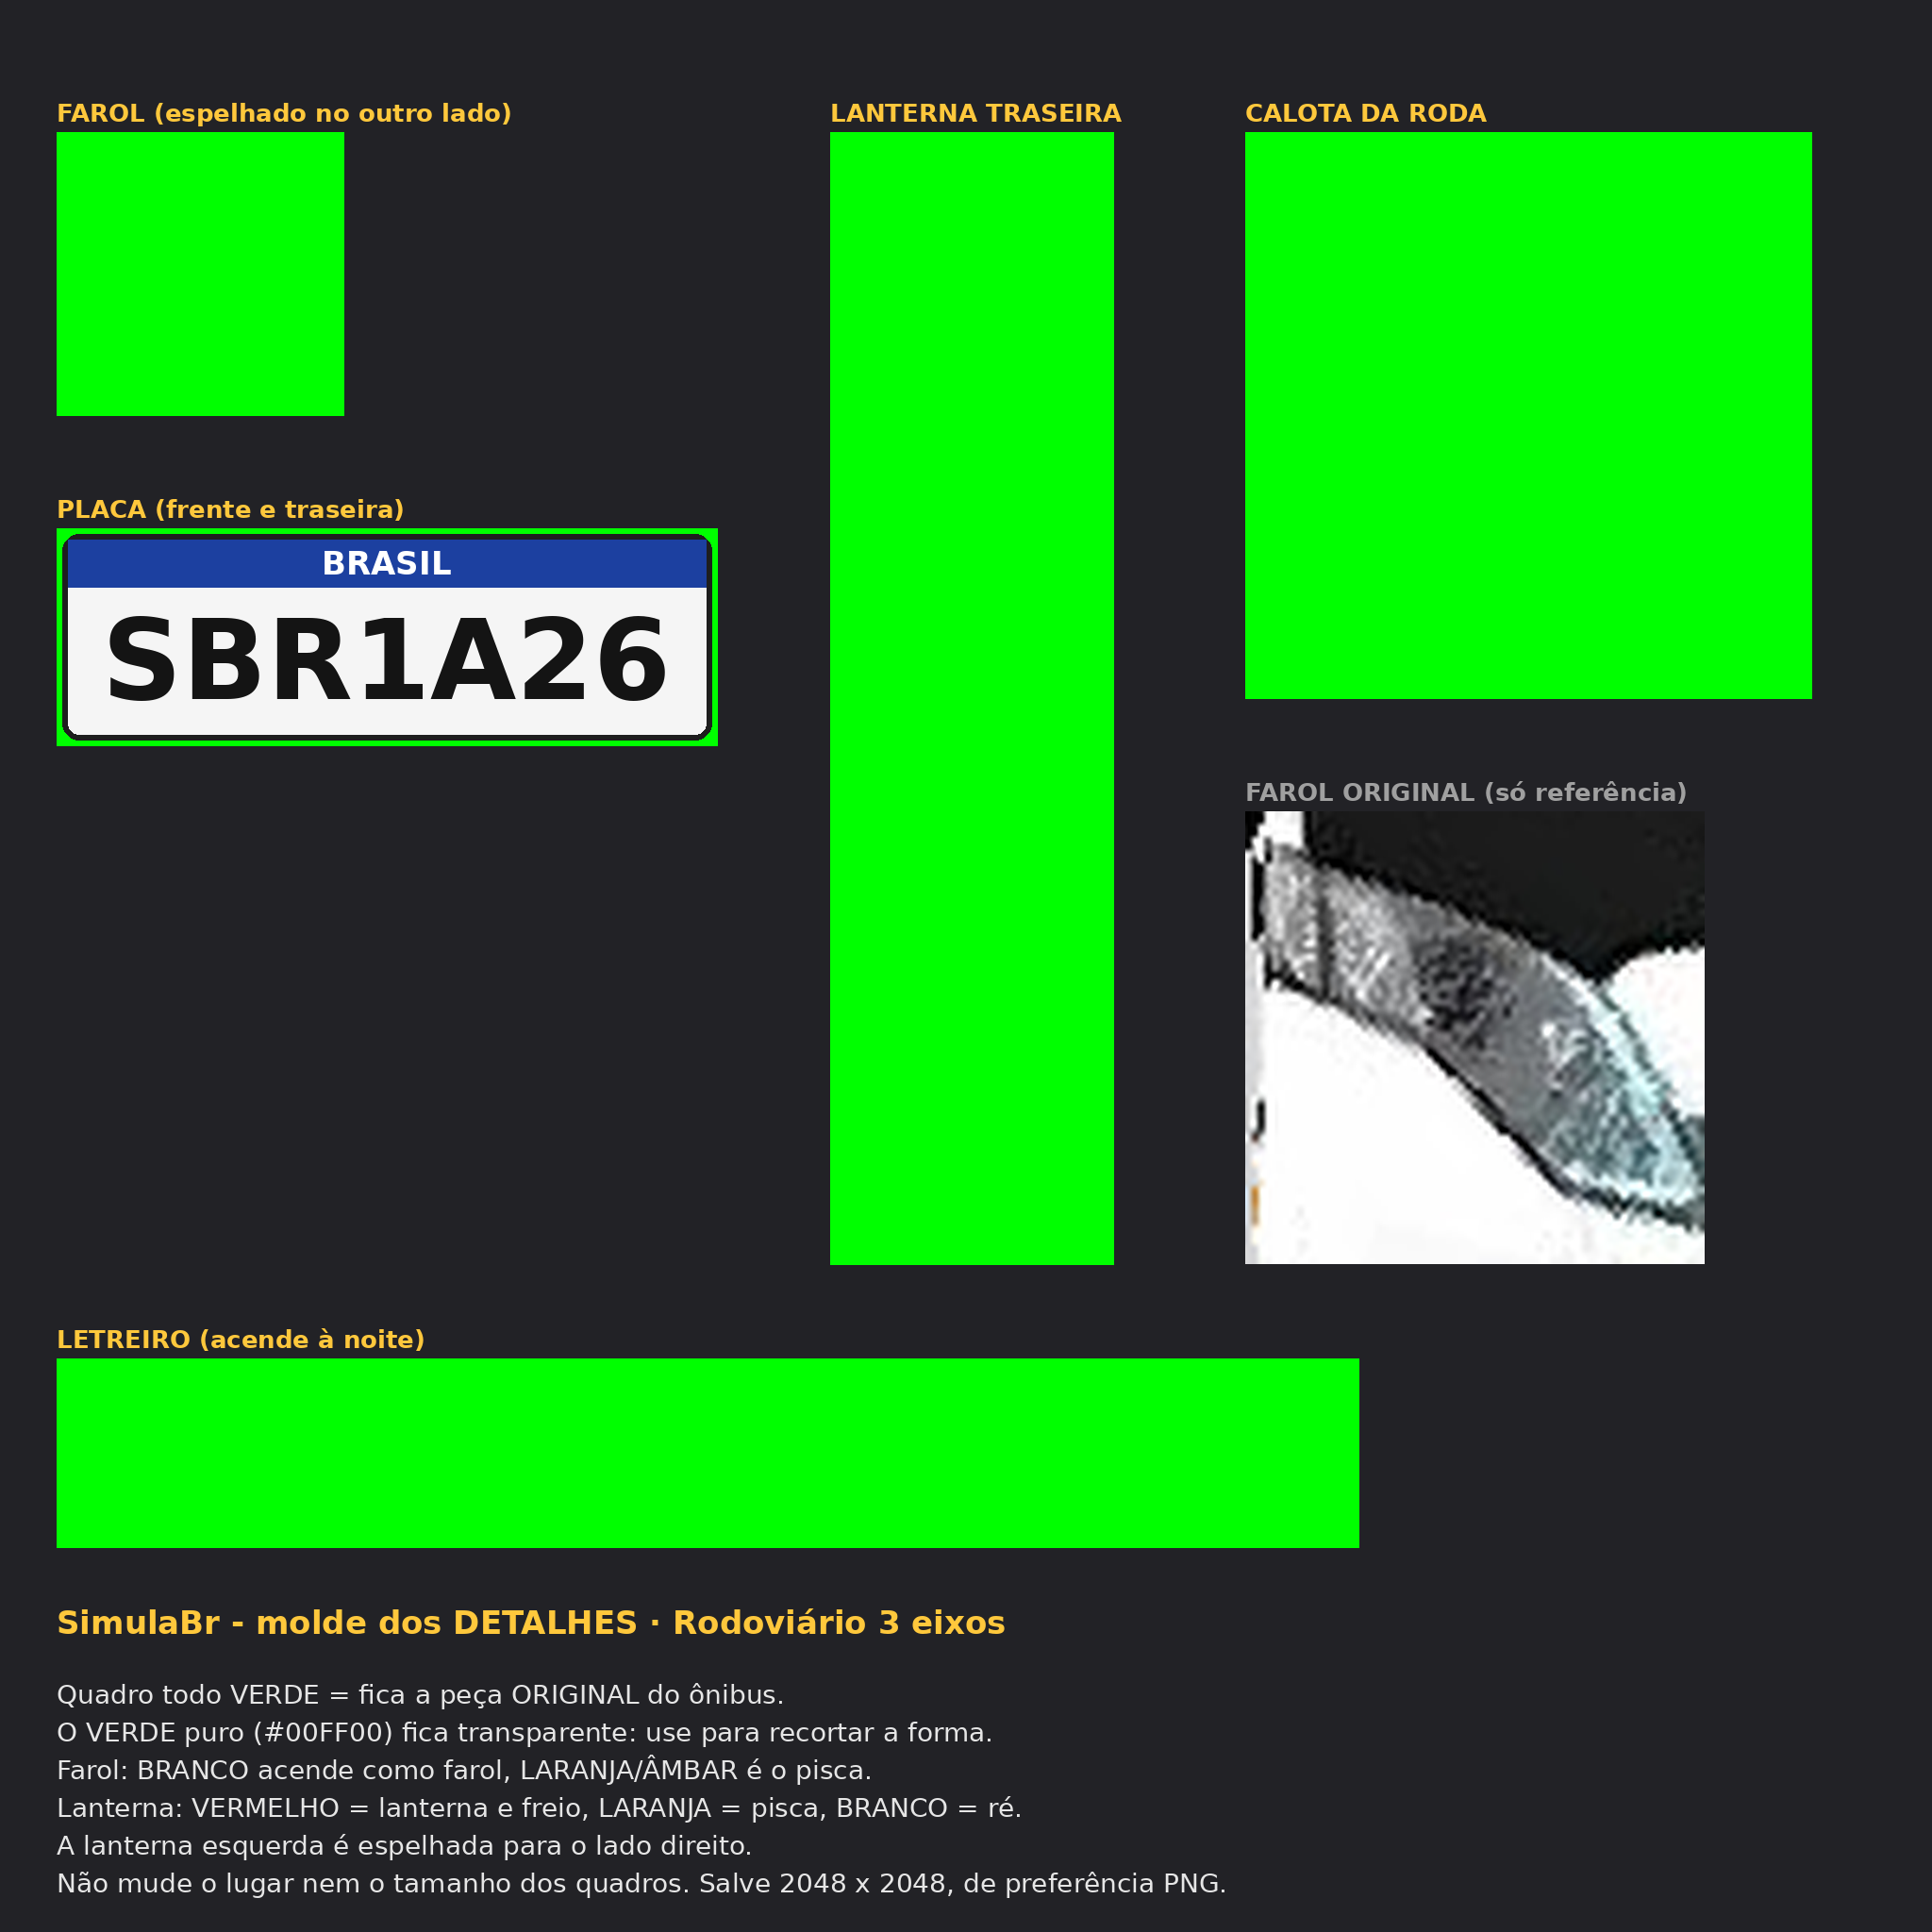 FAROL (espelhado no outro lado)
LANTERNA TRASEIRA
CALOTA DA RODA
PLACA (frente e traseira)
BRASIL
SBR1A26
FAROL ORIGINAL (só referência)
LETREIRO (acende à noite)
SimulaBr - molde dos DETALHES · Rodoviário 3 eixos
Quadro todo VERDE = fica a peça ORIGINAL do ônibus.
O VERDE puro (#00FF00) fica transparente: use para recortar a forma.
Farol: BRANCO acende como farol, LARANJA/ÂMBAR é o pisca.
Lanterna: VERMELHO = lanterna e freio, LARANJA = pisca, BRANCO = ré.
A lanterna esquerda é espelhada para o lado direito.
Não mude o lugar nem o tamanho dos quadros. Salve 2048 x 2048, de preferência PNG.